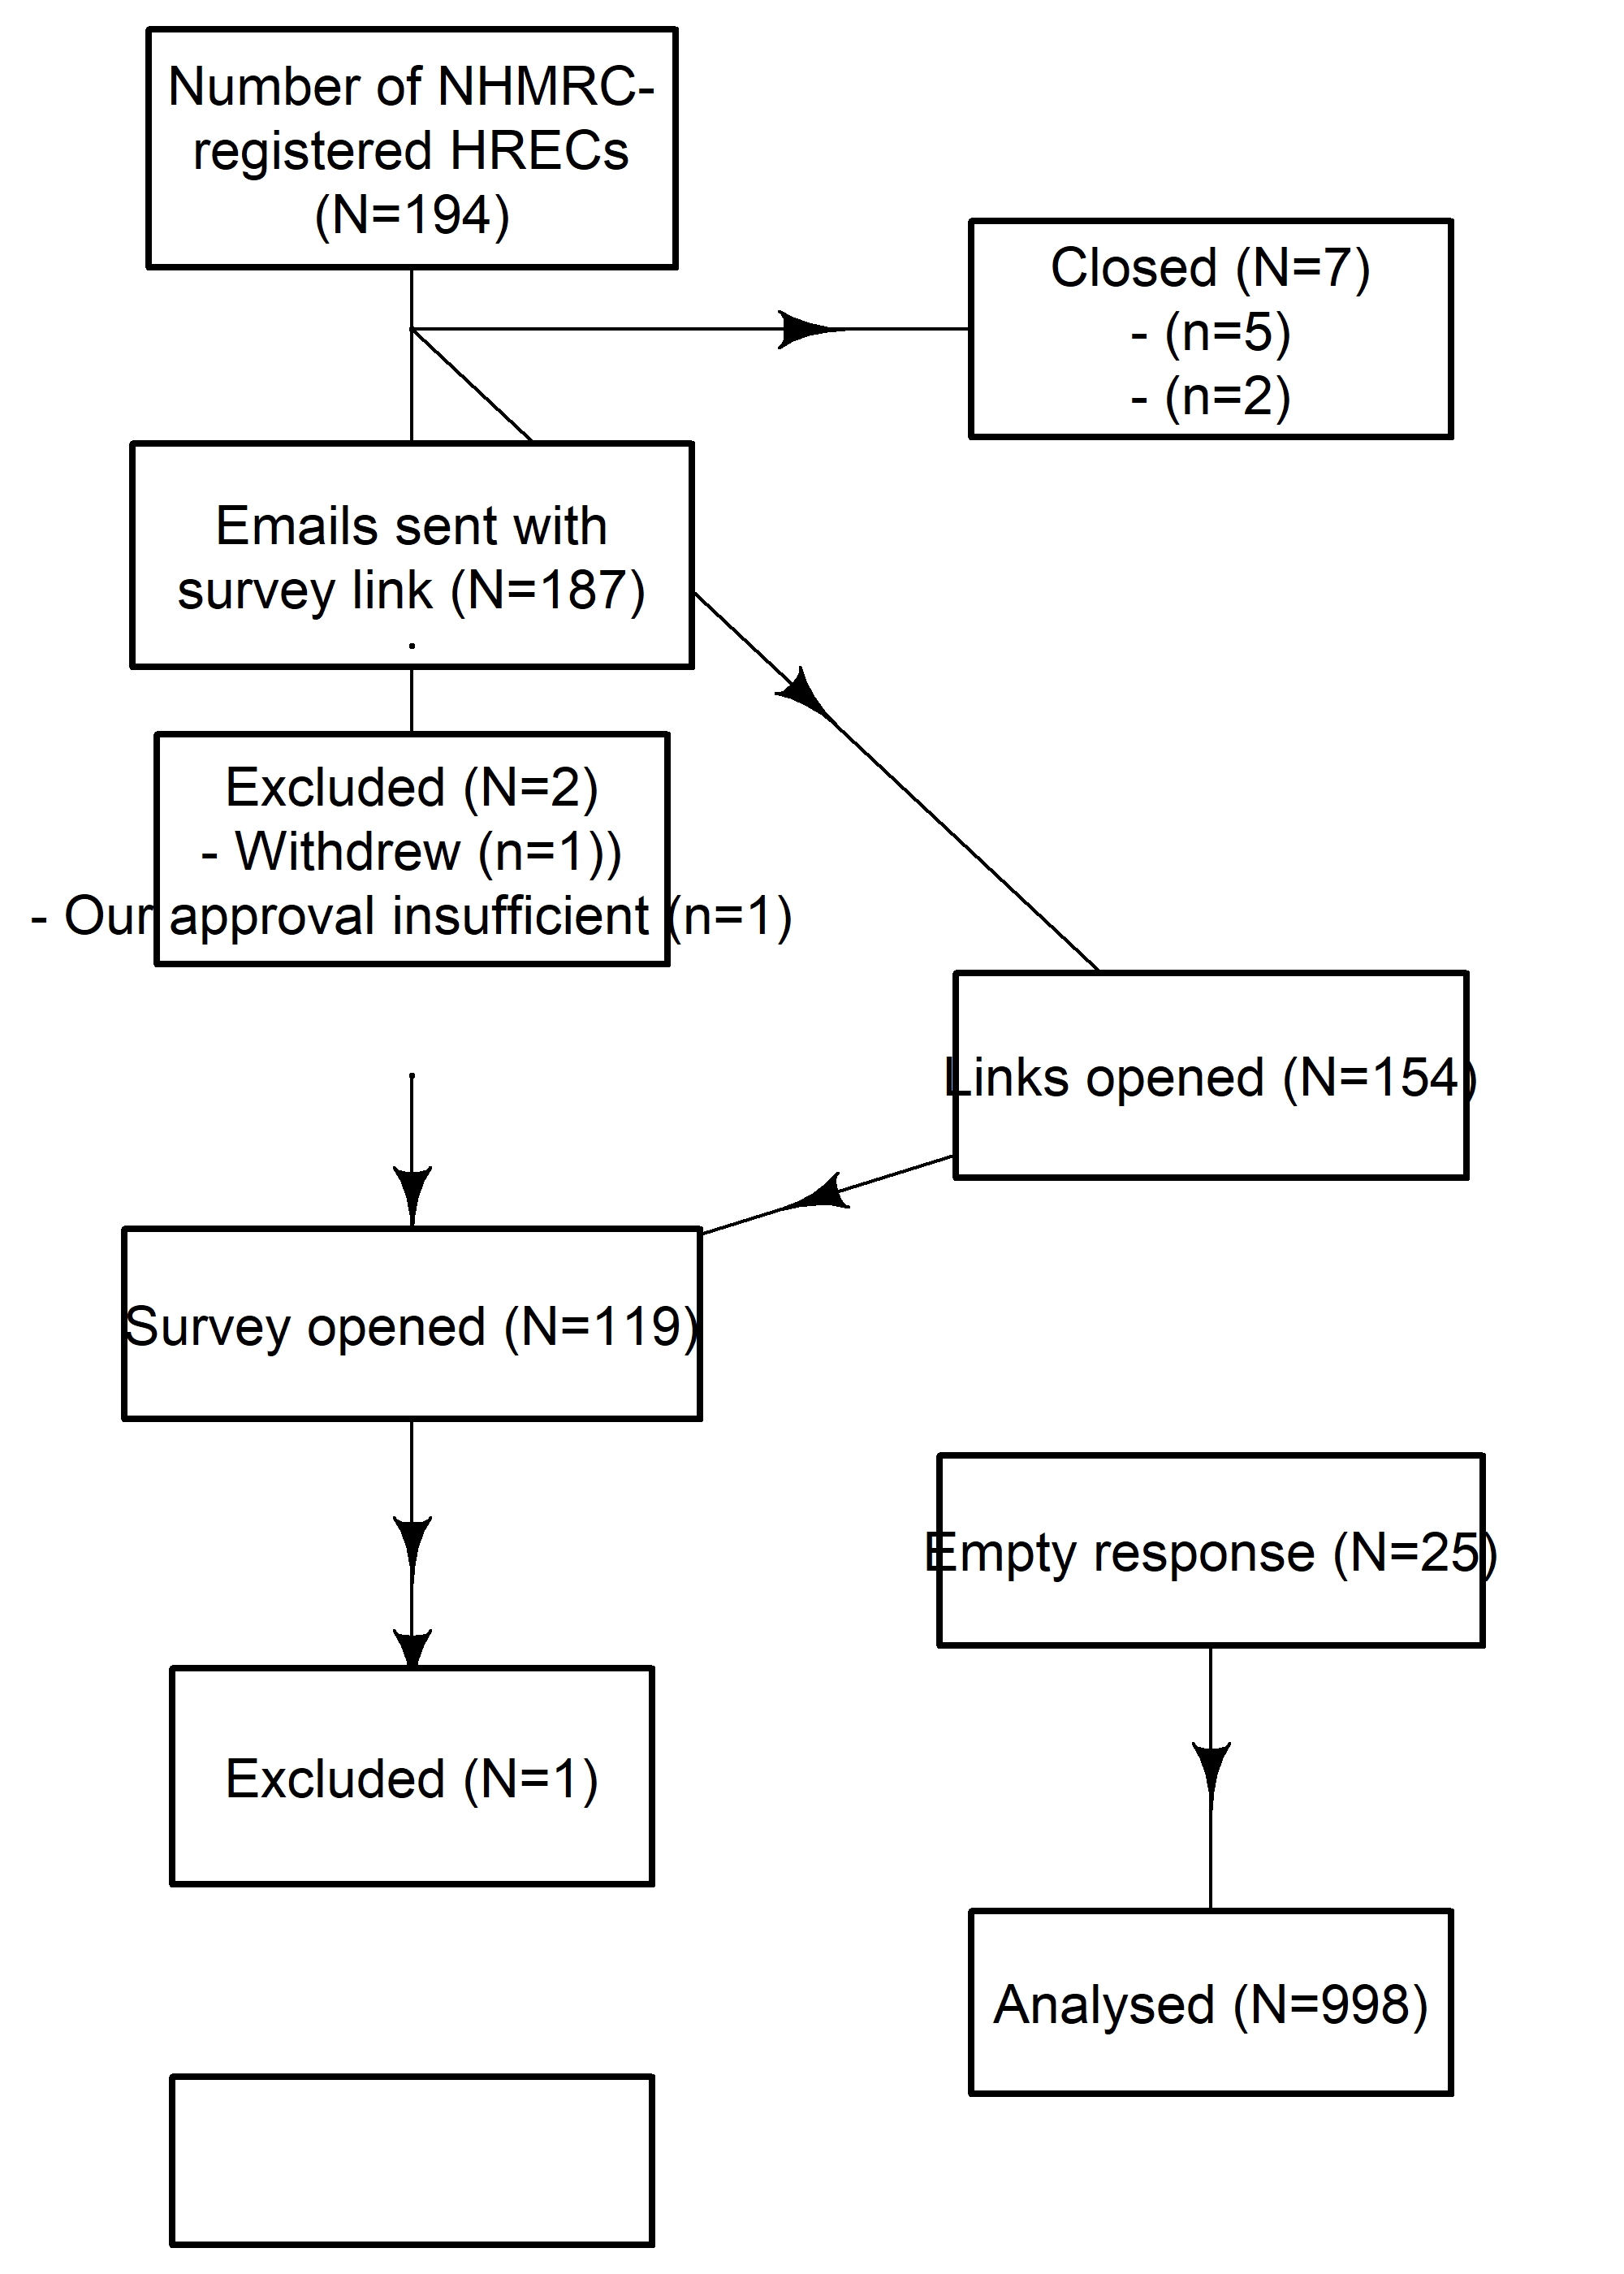 Number of NHMRC-
registered HRECs
(N=194)
Closed (N=7)
- (n=5)
- (n=2)
Emails sent with
survey link (N=187)
Excluded (N=2)
- Withdrew (n=1))
- Our approval insufficient (n=1)
Links opened (N=154)
Survey opened (N=119)
Empty response (N=25)
Excluded (N=1)
Analysed (N=998)